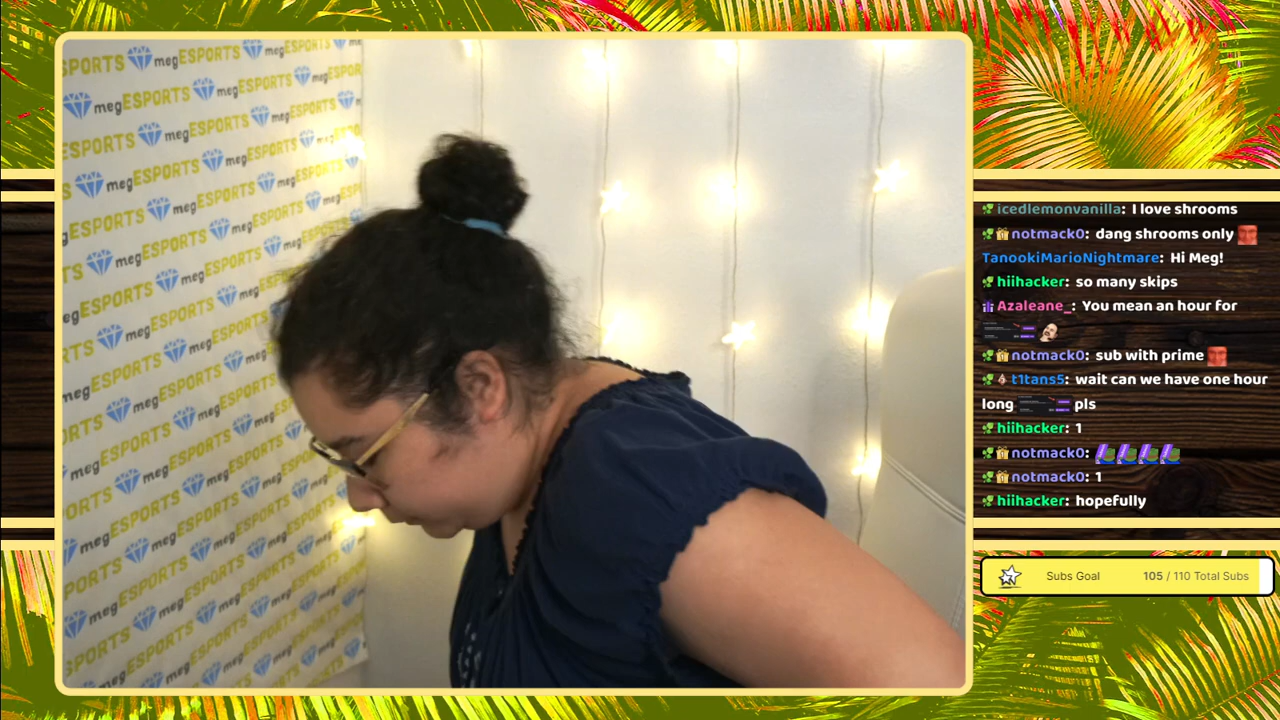 megESPORTS
icedlemonvanilla: I love shrooms
notmack0: dang shrooms only
TanookiMarioNightmare: Hi Meg!
hiihacker: so many skips
Azaleane_: You mean an hour for
notmack0: sub with prime
t1tans5: wait can we have one hour
long pls
hiihacker: 1
notmack0:
notmack0: 1
hiihacker: hopefully
Subs Goal 105 / 110 Total Subs